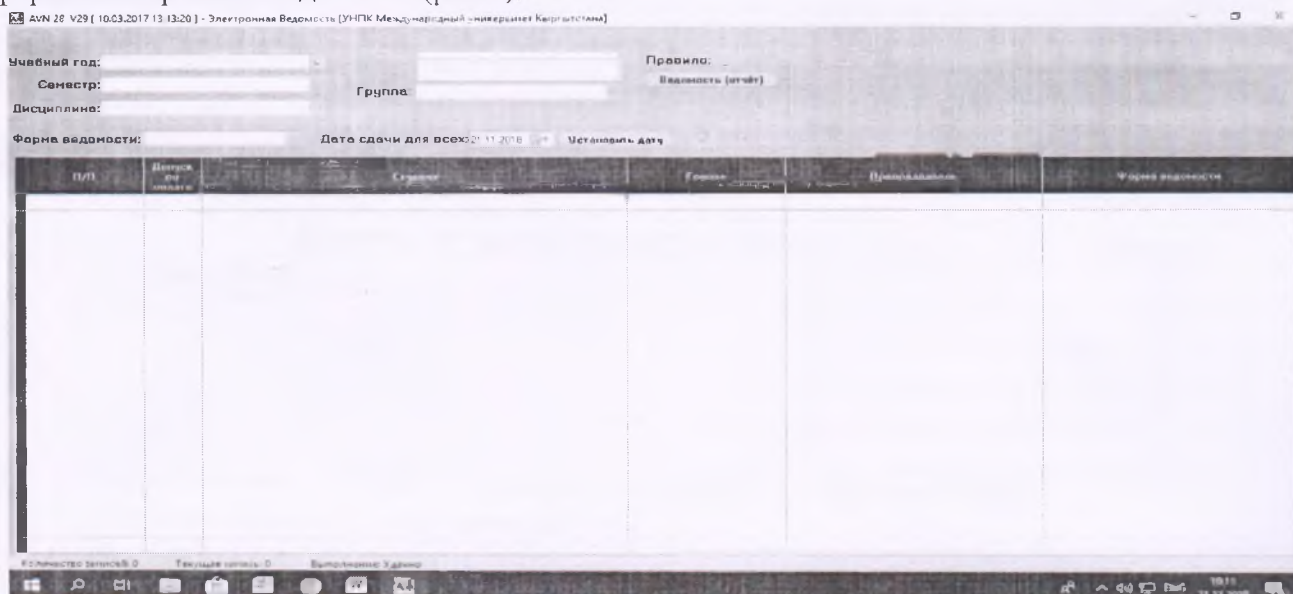 AVN 28 V29 [ 10.03.2017 13:13:20 ] - Электронная Ведомость [УНПК Международный университет Кыргызстана]
Учебный год:
Правило:
Ведомость (отчёт)
Семестр:
Группа
Дисциплина:
Форма ведомости:
Дата сдачи для всех:
Установить дату
П/П
Допуск по оплате
Студент
Группа
Преподаватель
Форма ведомости
Количество записей: 0
Текущая запись: 0
Выполнение: Удачно
10:11